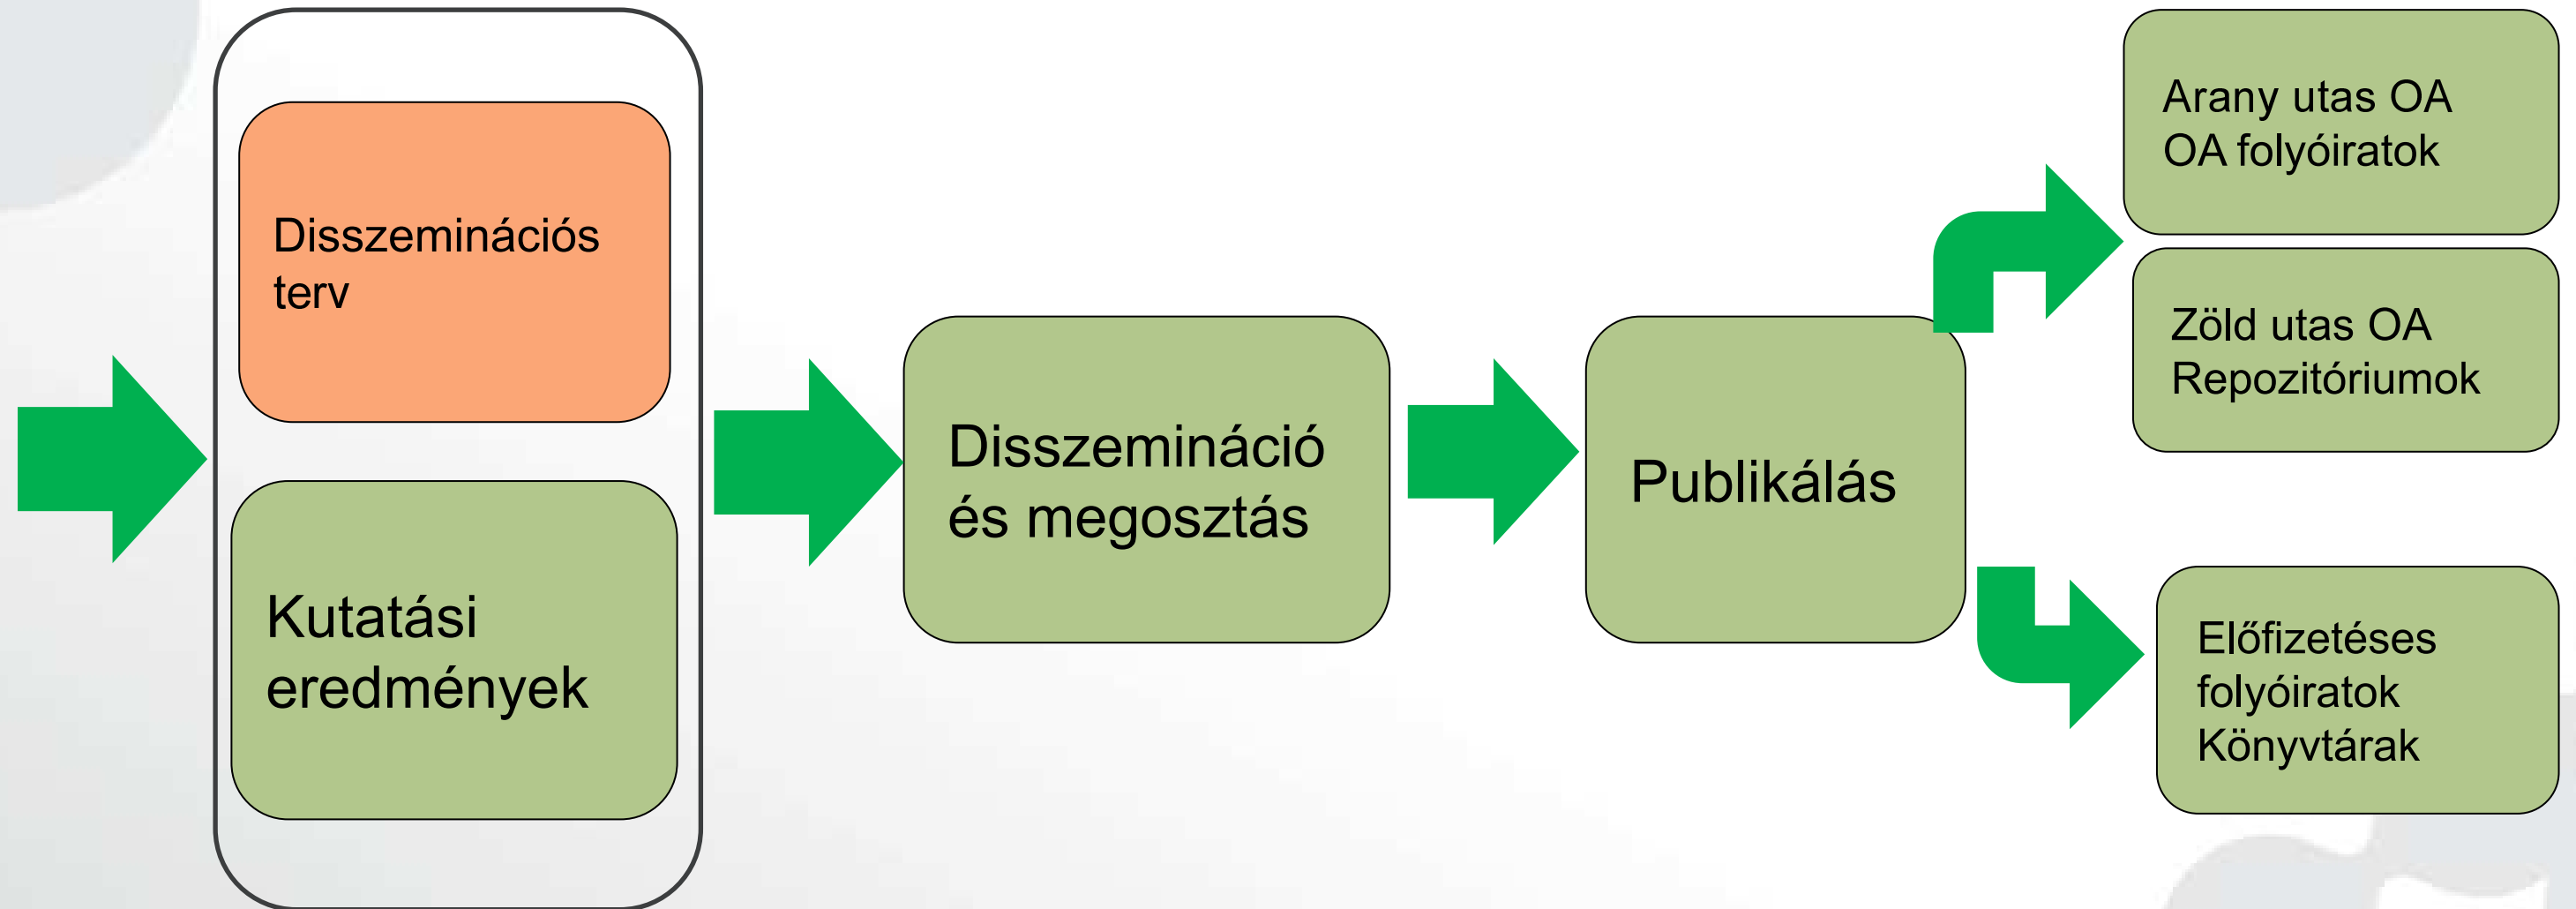 Disszeminációs
terv
Kutatási
eredmények
Disszemináció
és megosztás
Publikálás
Arany utas OA
OA folyóiratok
Zöld utas OA
Repozitóriumok
Előfizetéses
folyóiratok
Könyvtárak